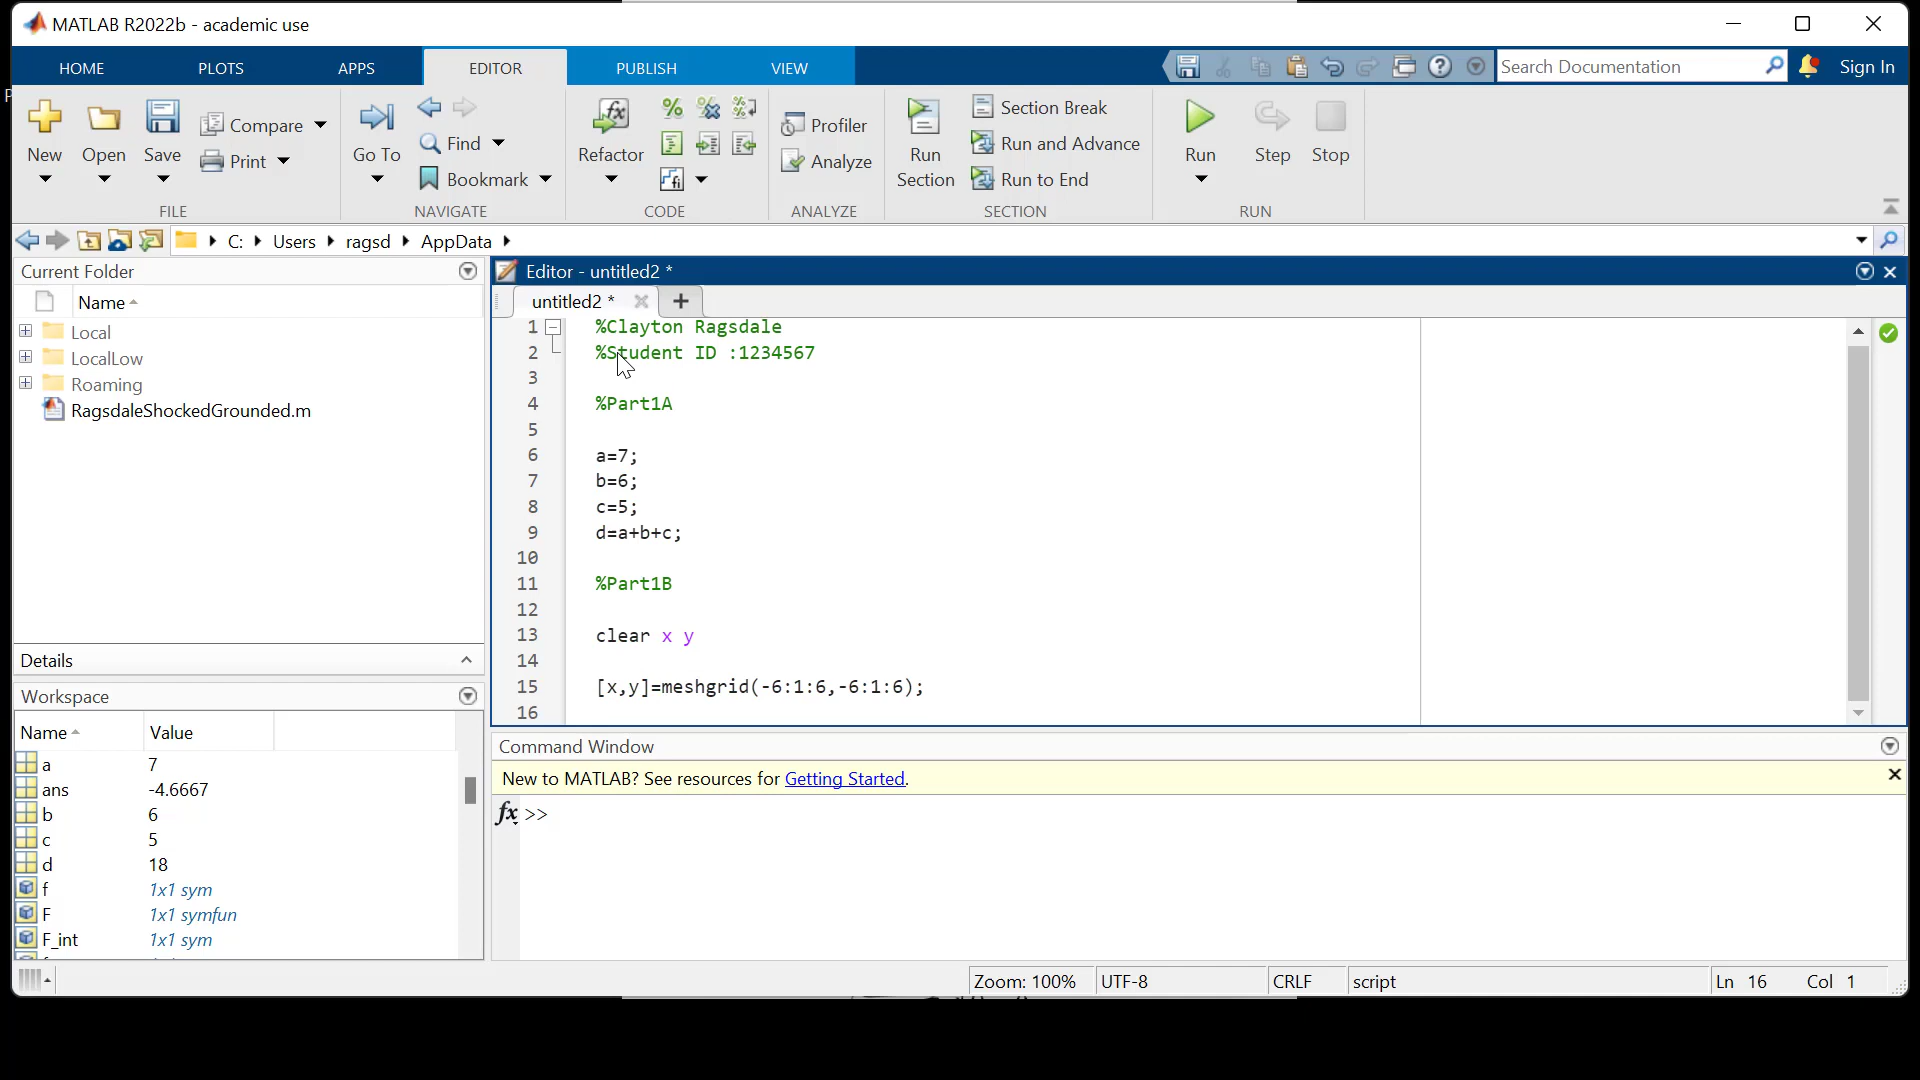 MATLAB R2022b - academic use
HOME PLOTS APPS EDITOR PUBLISH VIEW Search Documentation Sign In
New Open Save Compare Print Go To Find Bookmark Refactor Profiler Analyze Run Section Section Break Run and Advance Run to End Run Step Stop
FILE NAVIGATE CODE ANALYZE SECTION RUN
C: Users ragsd AppData
Current Folder
Name
Local
LocalLow
Roaming
RagsdaleShockedGrounded.m
Details
Workspace
Name Value
a 7
ans -4.6667
b 6
c 5
d 18
f 1x1 sym
F 1x1 symfun
F_int 1x1 sym
Editor - untitled2 *
untitled2 *
1 %Clayton Ragsdale
2 %Student ID :1234567
3
4 %Part1A
5
6 a=7;
7 b=6;
8 c=5;
9 d=a+b+c;
10
11 %Part1B
12
13 clear x y
14
15 [x,y]=meshgrid(-6:1:6,-6:1:6);
16
Command Window
New to MATLAB? See resources for Getting Started.
fx >>
Zoom: 100% UTF-8 CRLF script Ln 16 Col 1